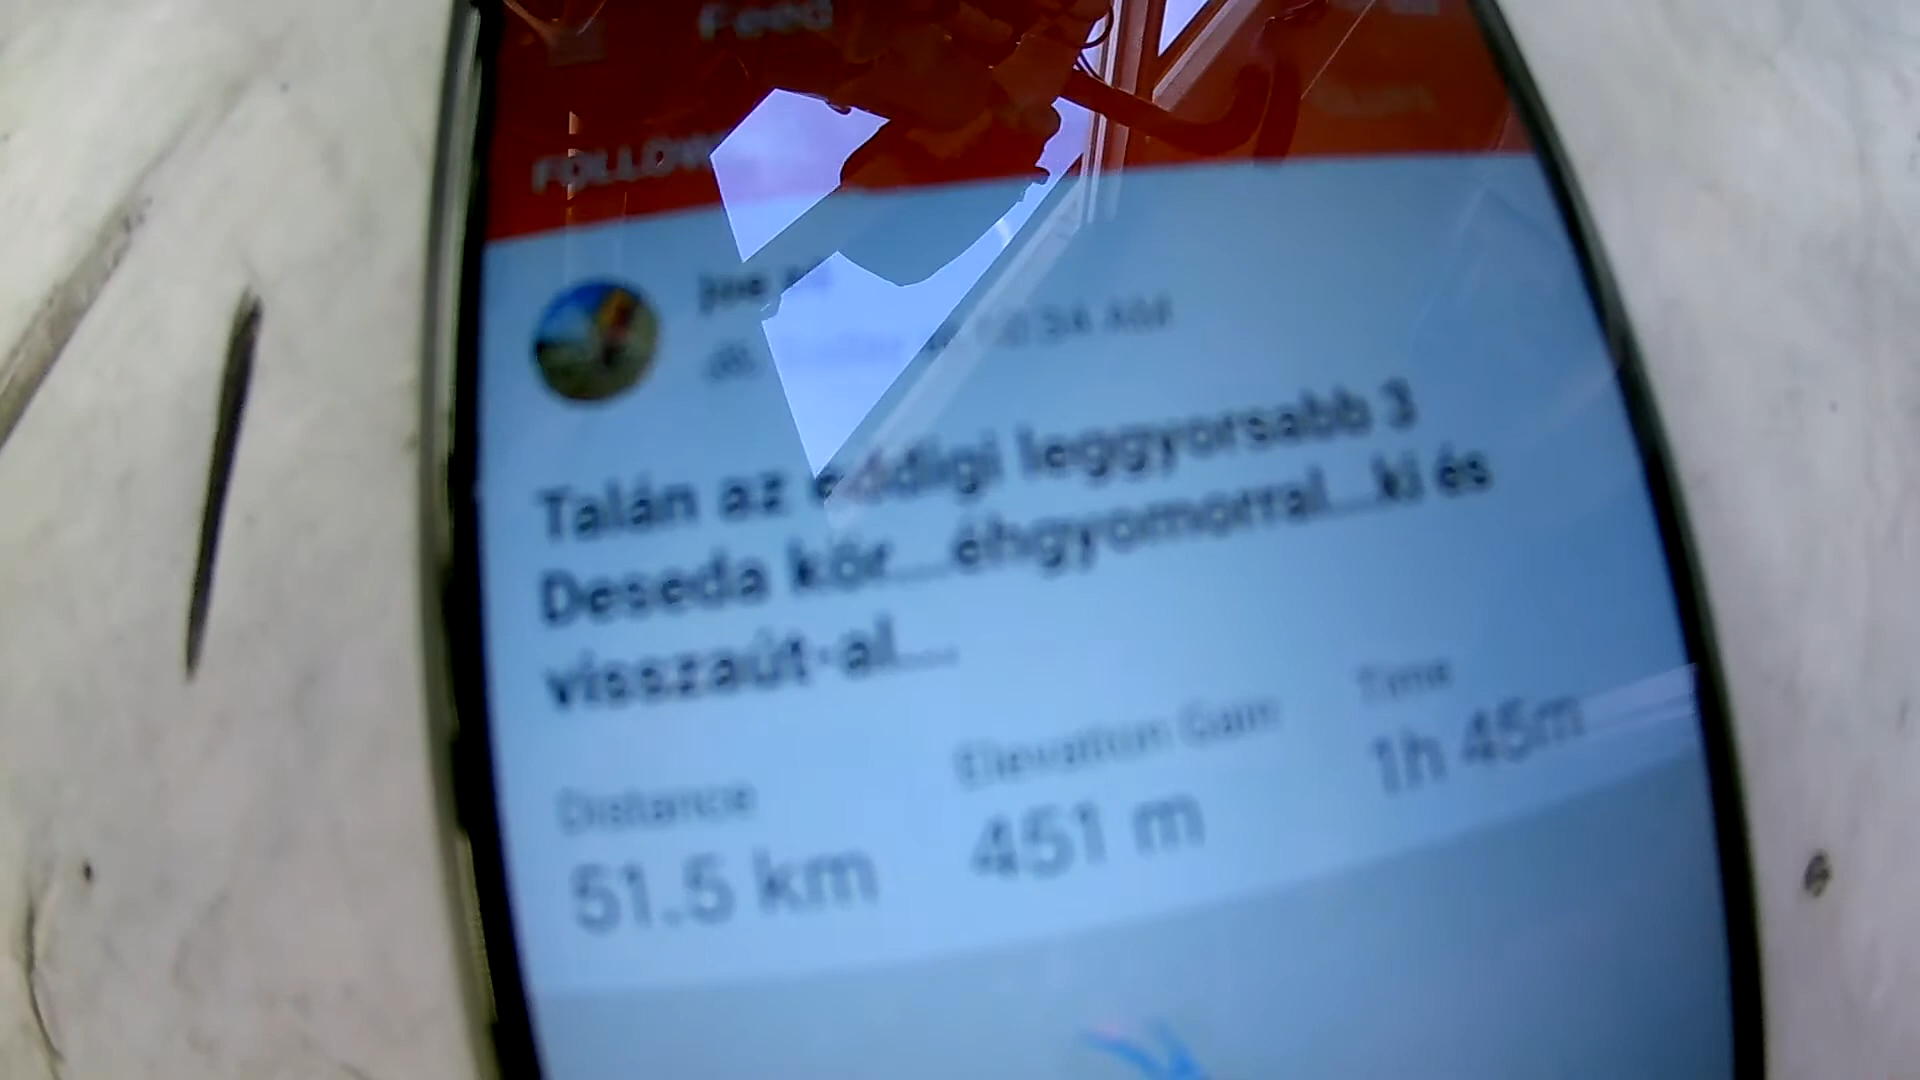 Feed
Talán az eddigi leggyorsabb 3
Deseda kör...éhgyomorral...ki és
visszaút-al...
Distance
Elevation Gain
Time
51.5 km
451 m
1h 45m